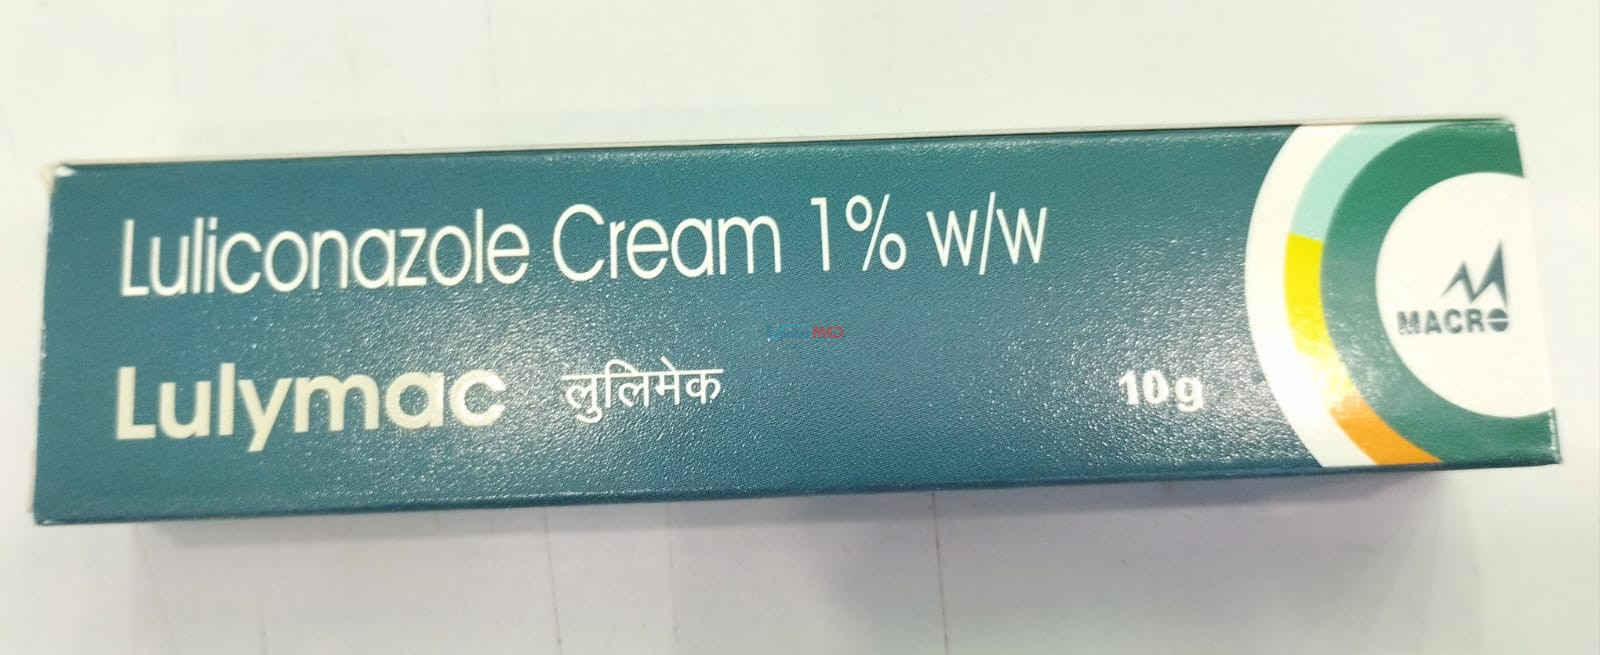 Luliconazole Cream 1% w/w
Lulymac लुलिमेक
10g
MACRO